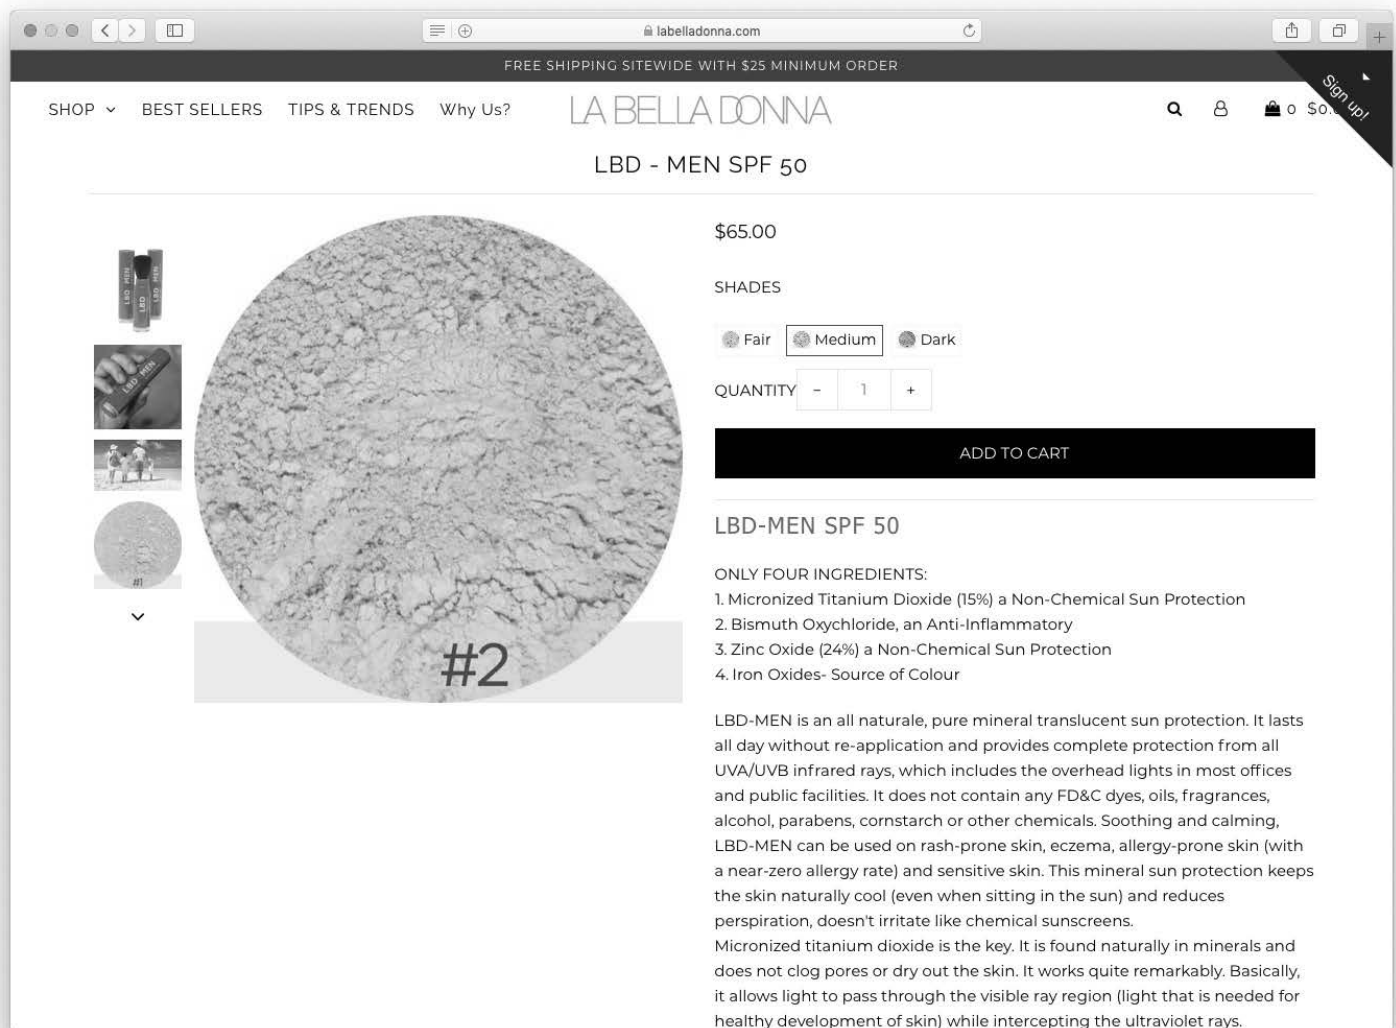 labelladonna.com
FREE SHIPPING SITEWIDE WITH $25 MINIMUM ORDER
Sign up!
SHOP BEST SELLERS TIPS & TRENDS Why Us? LA BELLA DONNA 0 $0.
LBD - MEN SPF 50
$65.00
SHADES
LBD MEN LBD LBD MEN
Fair Medium Dark
LBD MEN
QUANTITY - 1 +
ADD TO CART
#1
#2
LBD-MEN SPF 50
ONLY FOUR INGREDIENTS:
1. Micronized Titanium Dioxide (15%) a Non-Chemical Sun Protection
2. Bismuth Oxychloride, an Anti-Inflammatory
3. Zinc Oxide (24%) a Non-Chemical Sun Protection
4. Iron Oxides- Source of Colour
LBD-MEN is an all naturale, pure mineral translucent sun protection. It lasts
all day without re-application and provides complete protection from all
UVA/UVB infrared rays, which includes the overhead lights in most offices
and public facilities. It does not contain any FD&C dyes, oils, fragrances,
alcohol, parabens, cornstarch or other chemicals. Soothing and calming,
LBD-MEN can be used on rash-prone skin, eczema, allergy-prone skin (with
a near-zero allergy rate) and sensitive skin. This mineral sun protection keeps
the skin naturally cool (even when sitting in the sun) and reduces
perspiration, doesn't irritate like chemical sunscreens.
Micronized titanium dioxide is the key. It is found naturally in minerals and
does not clog pores or dry out the skin. It works quite remarkably. Basically,
it allows light to pass through the visible ray region (light that is needed for
healthy development of skin) while intercepting the ultraviolet rays.